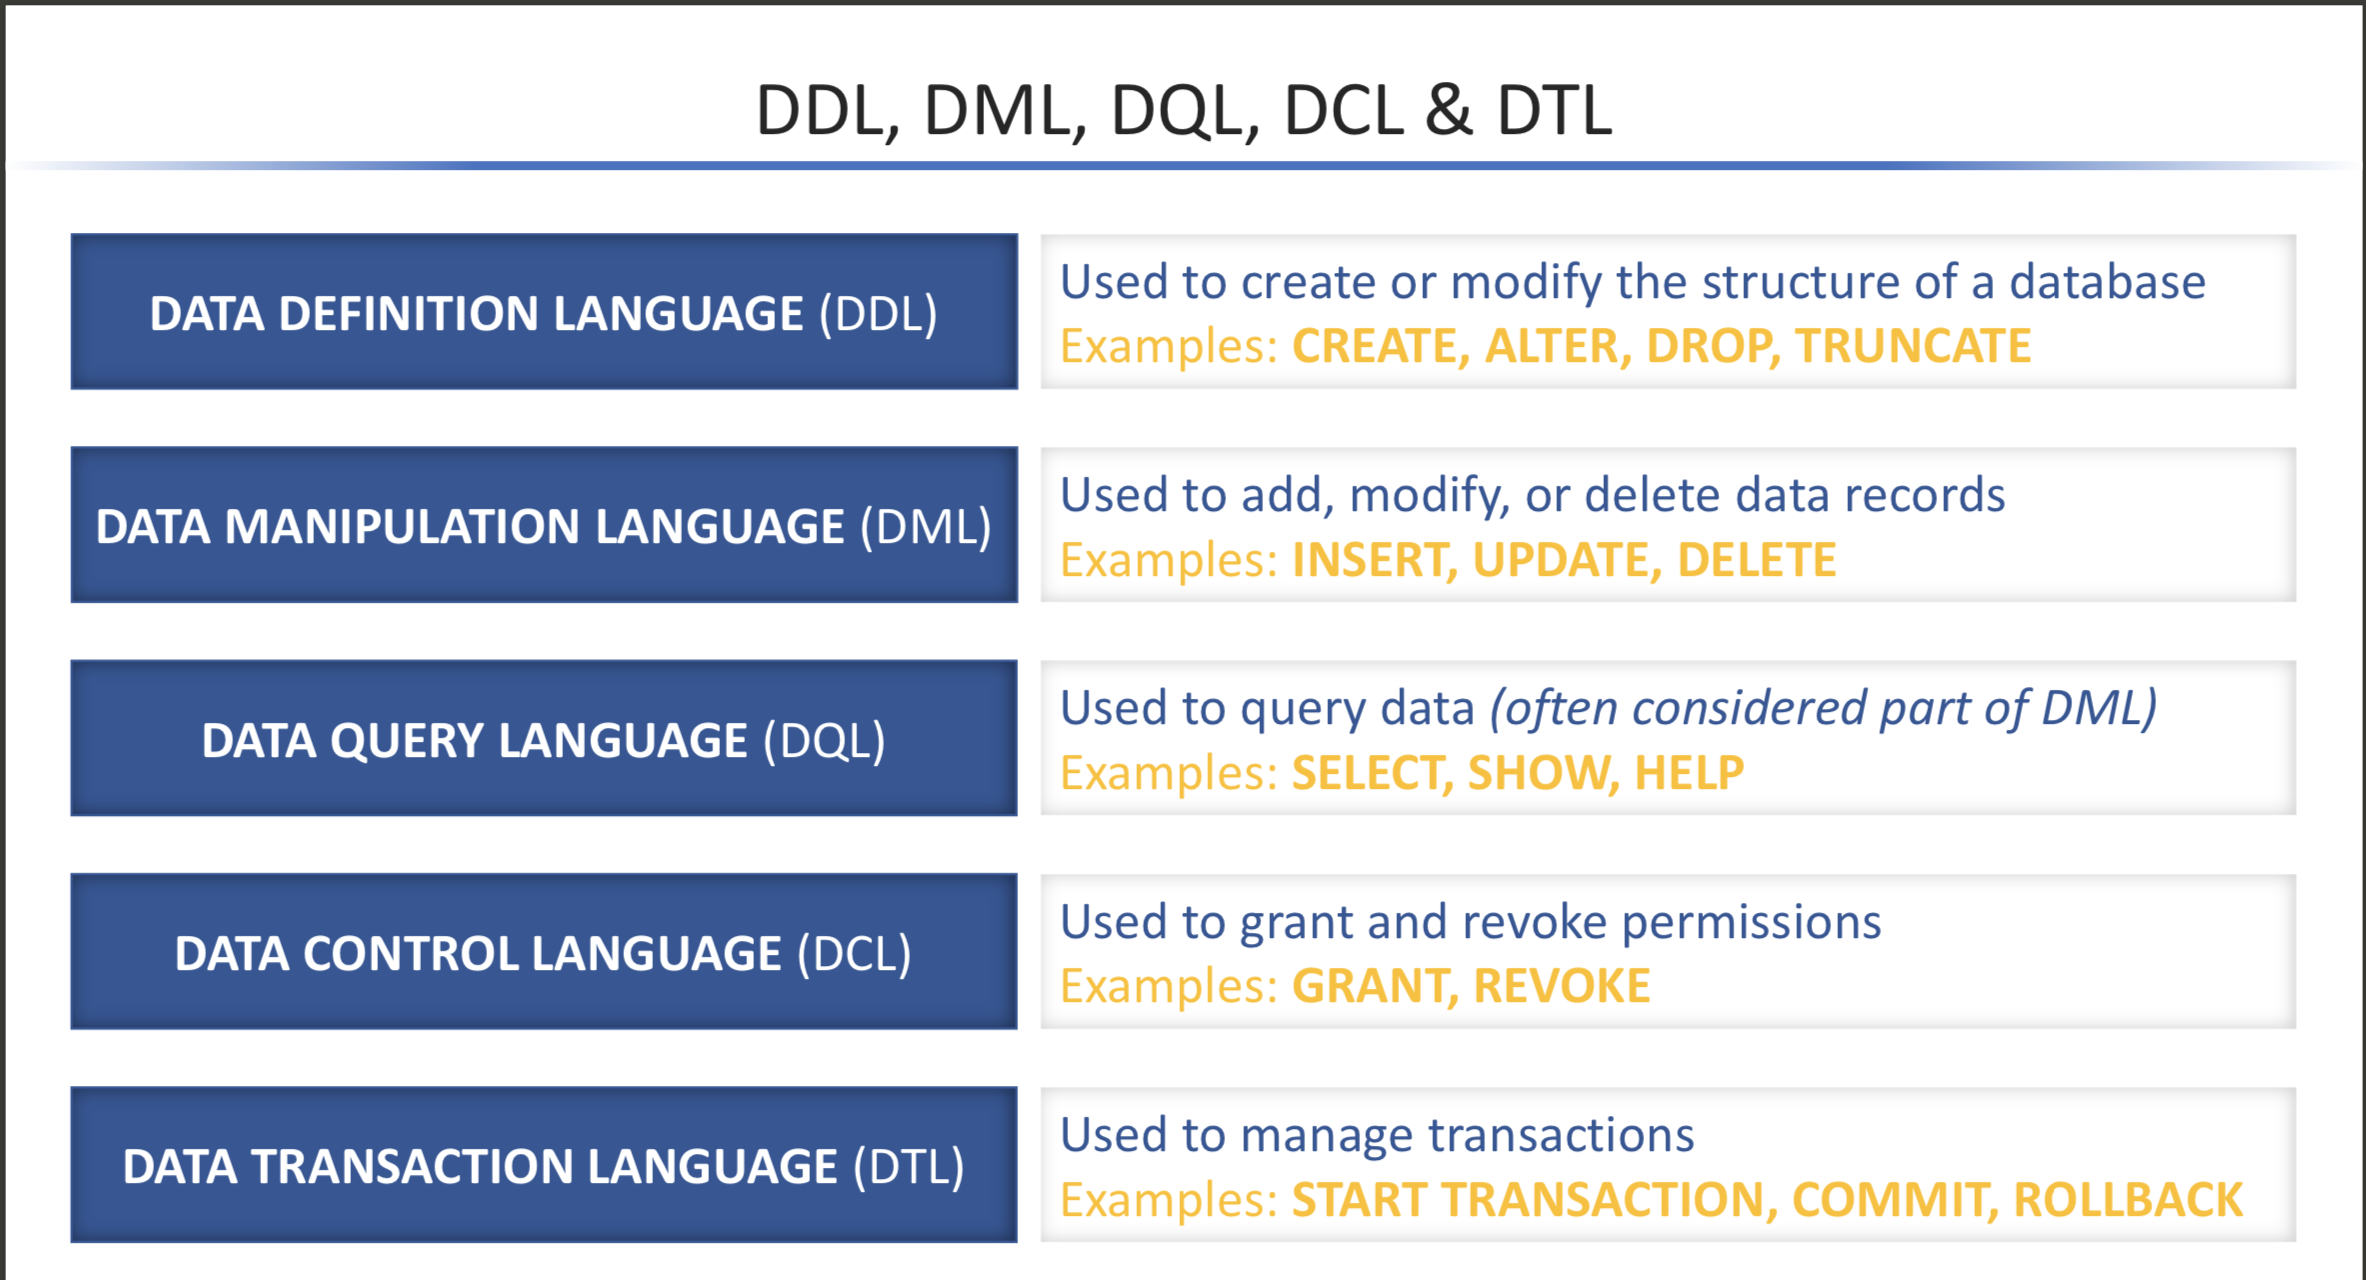 DDL, DML, DQL, DCL & DTL
DATA DEFINITION LANGUAGE (DDL)
Used to create or modify the structure of a database
Examples: CREATE, ALTER, DROP, TRUNCATE
DATA MANIPULATION LANGUAGE (DML)
Used to add, modify, or delete data records
Examples: INSERT, UPDATE, DELETE
DATA QUERY LANGUAGE (DQL)
Used to query data (often considered part of DML)
Examples: SELECT, SHOW, HELP
DATA CONTROL LANGUAGE (DCL)
Used to grant and revoke permissions
Examples: GRANT, REVOKE
DATA TRANSACTION LANGUAGE (DTL)
Used to manage transactions
Examples: START TRANSACTION, COMMIT, ROLLBACK